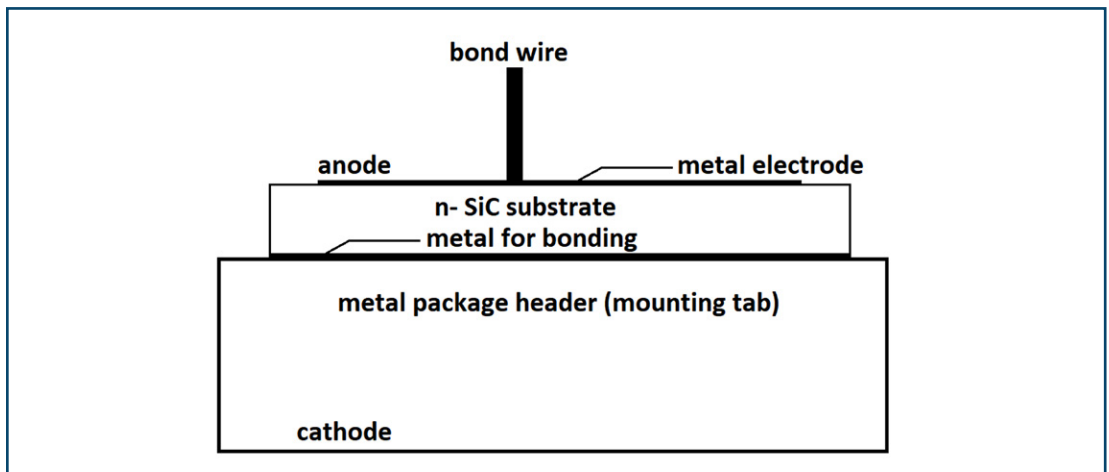 bond wire
anode
metal electrode
n- SiC substrate
metal for bonding
metal package header (mounting tab)
cathode